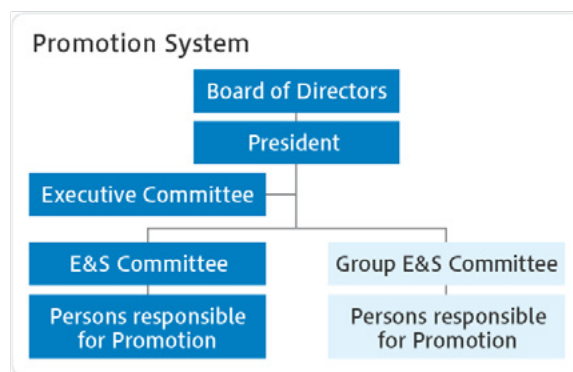 Promotion System
Board of Directors
President
Executive Committee
E&S Committee
Group E&S Committee
Persons responsible
for Promotion
Persons responsible
for Promotion